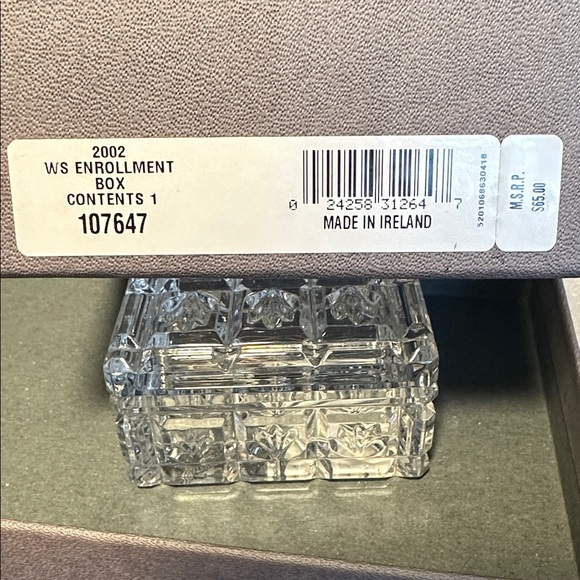 2002
WS ENROLLMENT
BOX
CONTENTS 1
107647
0 24258 31264 7
MADE IN IRELAND
5201068630418
M.S.R.P.
$65.00